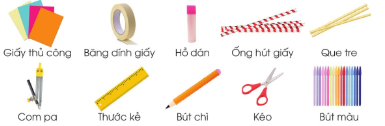 Giấy thủ công Băng dính giấy Hồ dán Ống hút giấy Que tre
Com pa Thước kẻ Bút chì Kéo Bút màu